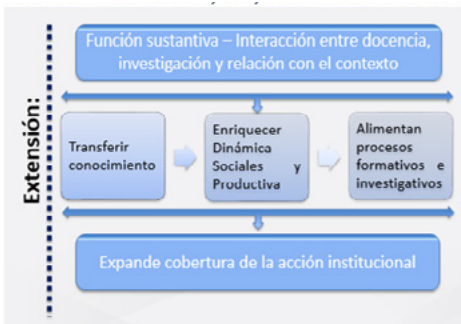 Extensión:
Función sustantiva – Interacción entre docencia,
investigación y relación con el contexto
Transferir
conocimiento
Enriquecer
Dinámica
Sociales y
Productiva
Alimentan
procesos
formativos e
investigativos
Expande cobertura de la acción institucional